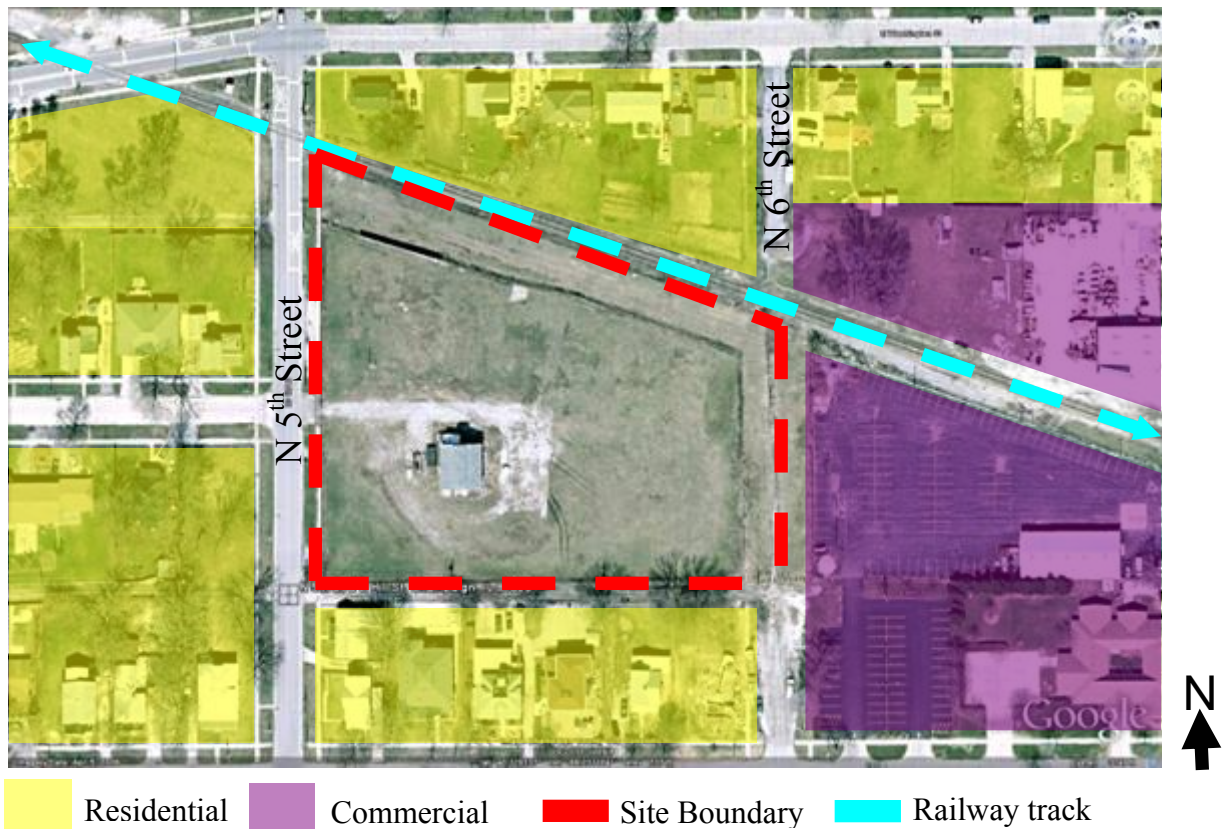 N 5th Street
N 6th Street
Google
N
Residential
Commercial
Site Boundary
Railway track